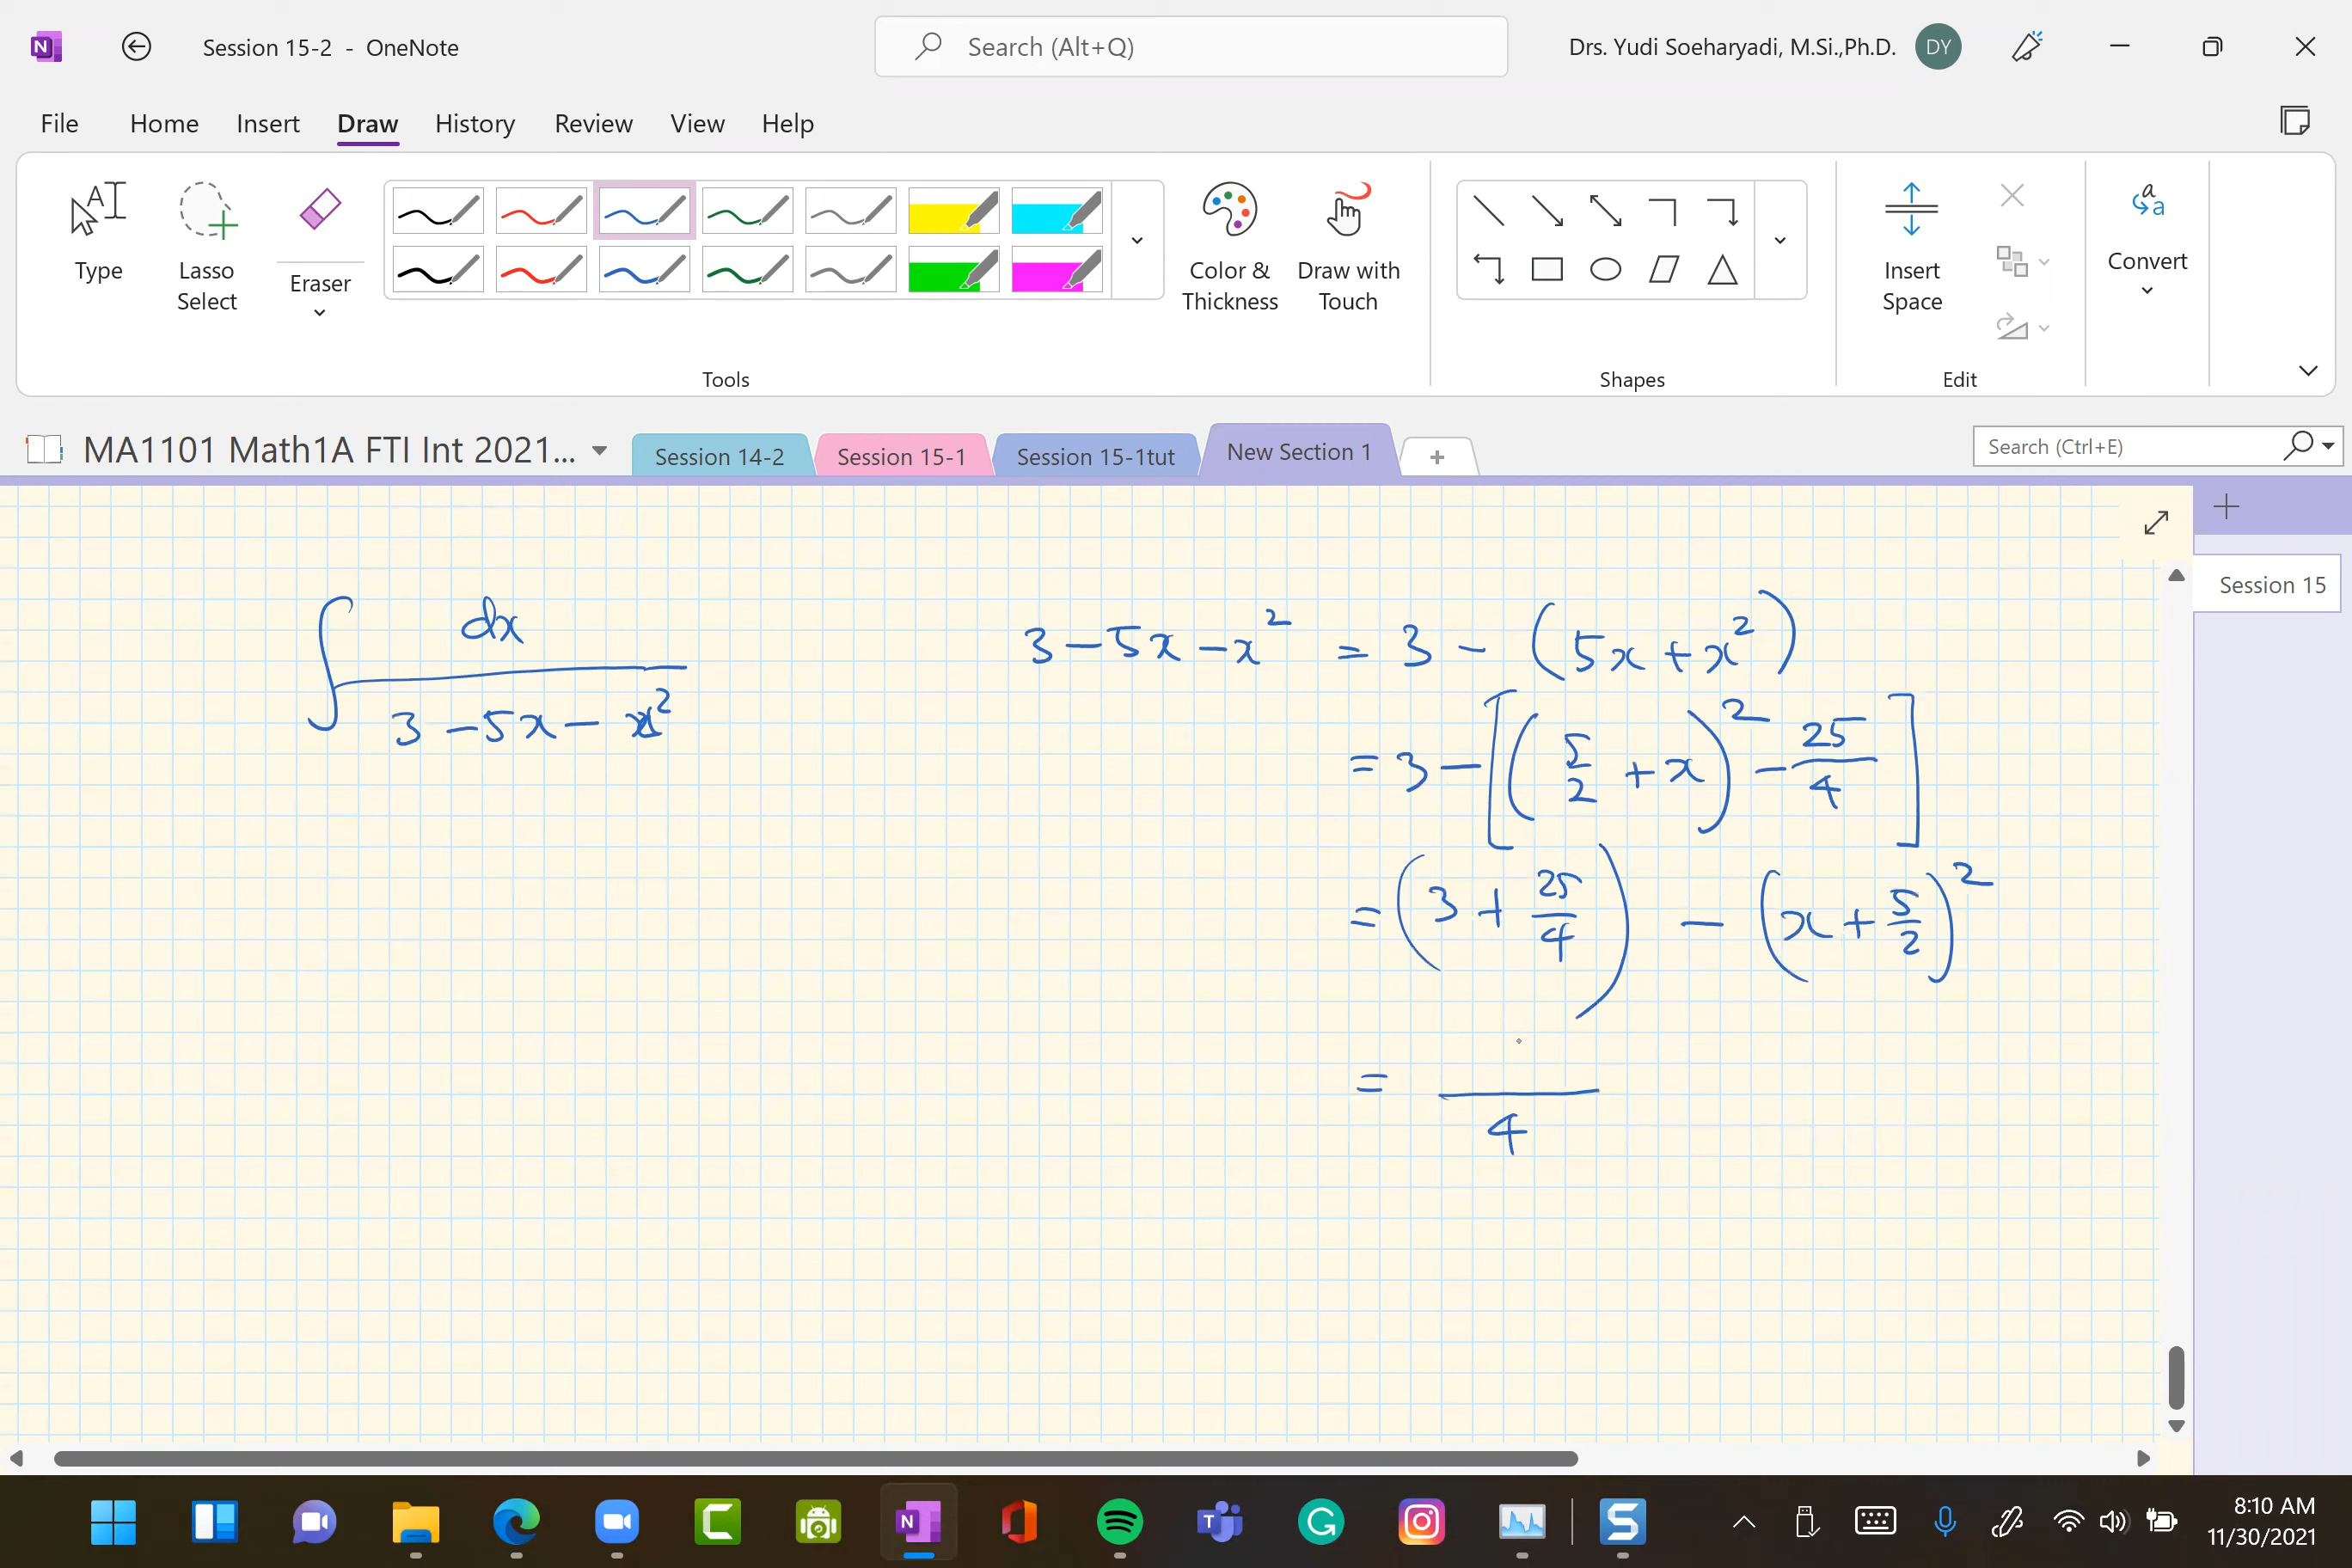 Session 15-2 - OneNote
Search (Alt+Q)
Drs. Yudi Soeharyadi, M.Si.,Ph.D.
DY
File Home Insert Draw History Review View Help
Type
Lasso Select
Eraser
Color & Thickness
Draw with Touch
Insert Space
Convert
Tools
Shapes
Edit
MA1101 Math1A FTI Int 2021...
Session 14-2
Session 15-1
Session 15-1tut
New Section 1
Search (Ctrl+E)
Session 15
∫ dx / (3 − 5x − x²)
3 − 5x − x² = 3 − (5x + x²)
= 3 − [(5/2 + x)² − 25/4]
= (3 + 25/4) − (x + 5/2)²
= /4
8:10 AM
11/30/2021